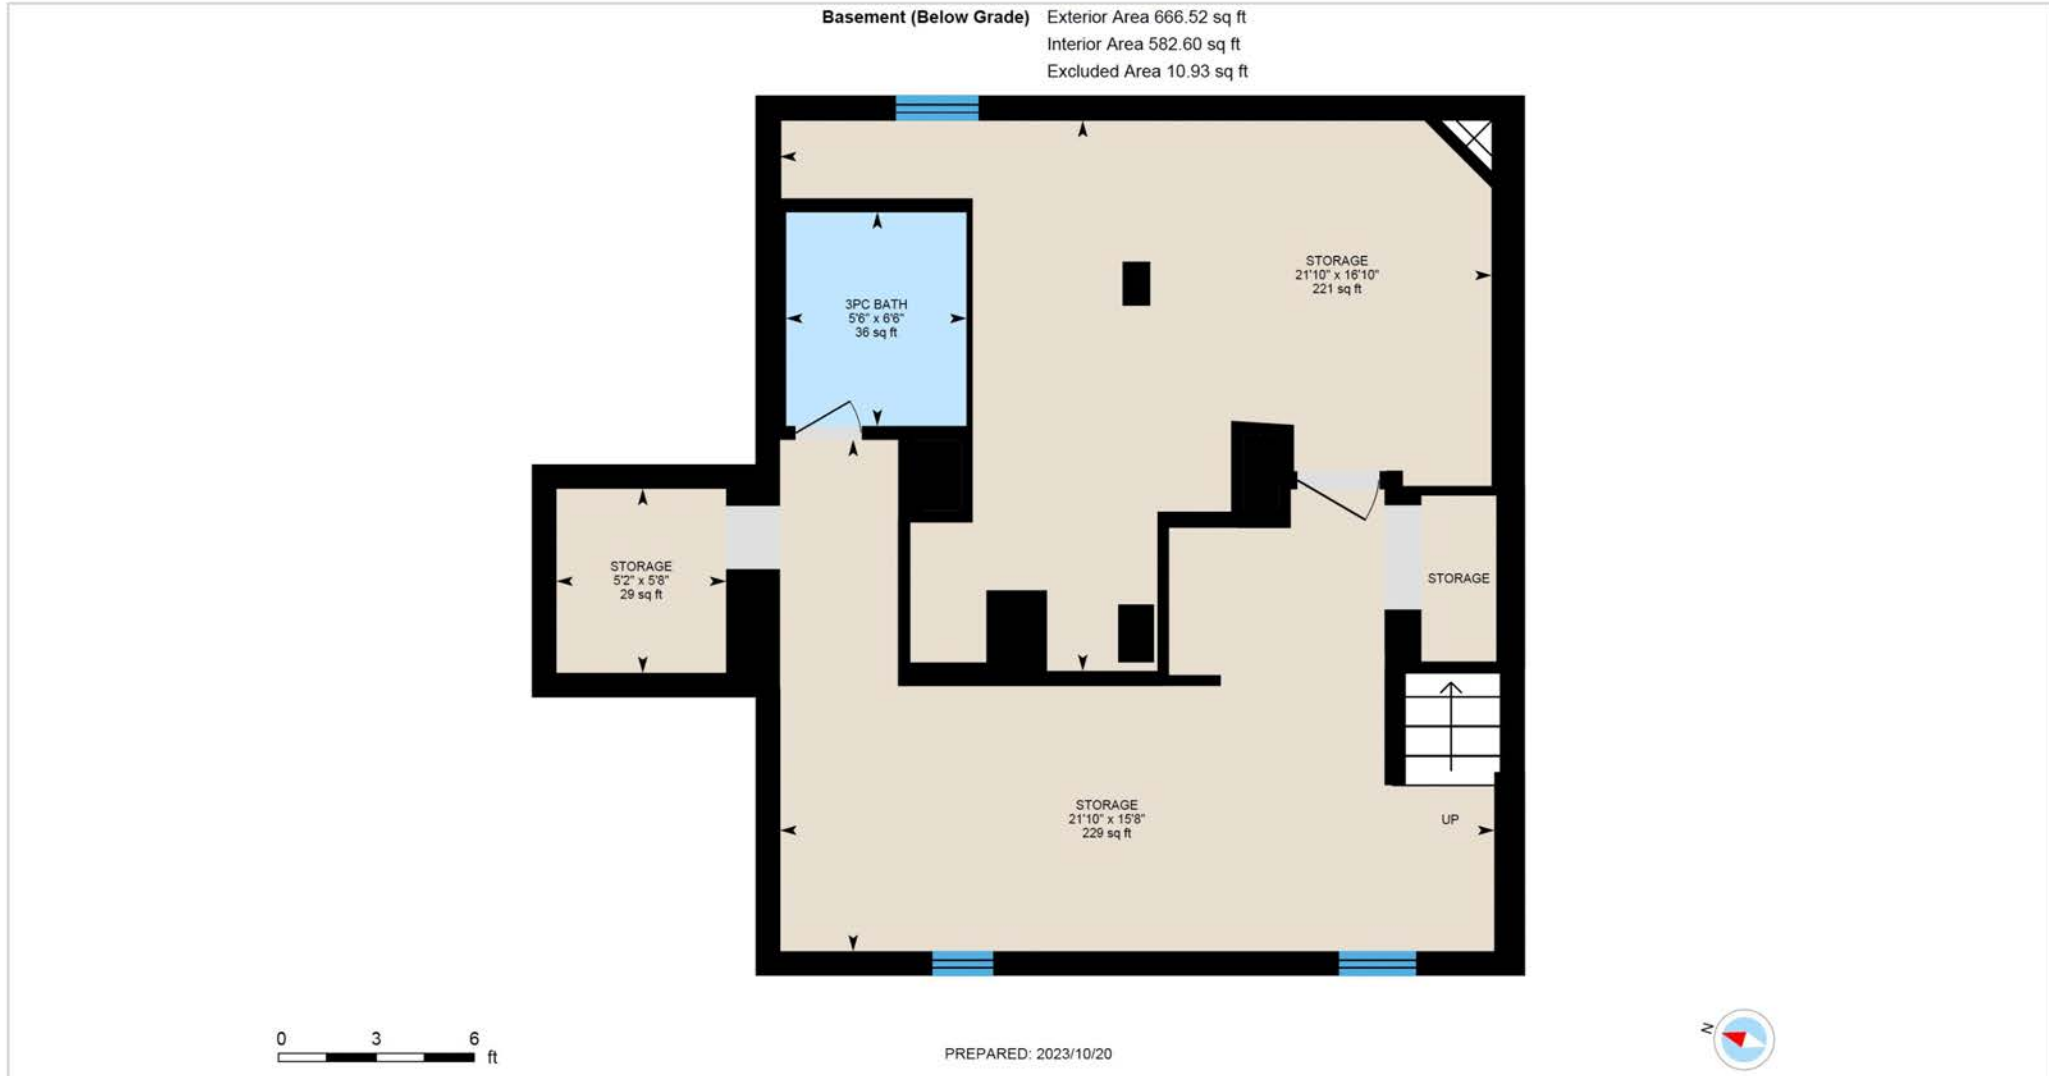 Basement (Below Grade) Exterior Area 666.52 sq ft
Interior Area 582.60 sq ft
Excluded Area 10.93 sq ft
STORAGE
21'10" x 16'10"
221 sq ft
3PC BATH
5'6" x 6'6"
36 sq ft
STORAGE
5'2" x 5'8"
29 sq ft
STORAGE
STORAGE
21'10" x 15'8"
229 sq ft
UP
0 3 6
ft
PREPARED: 2023/10/20
N